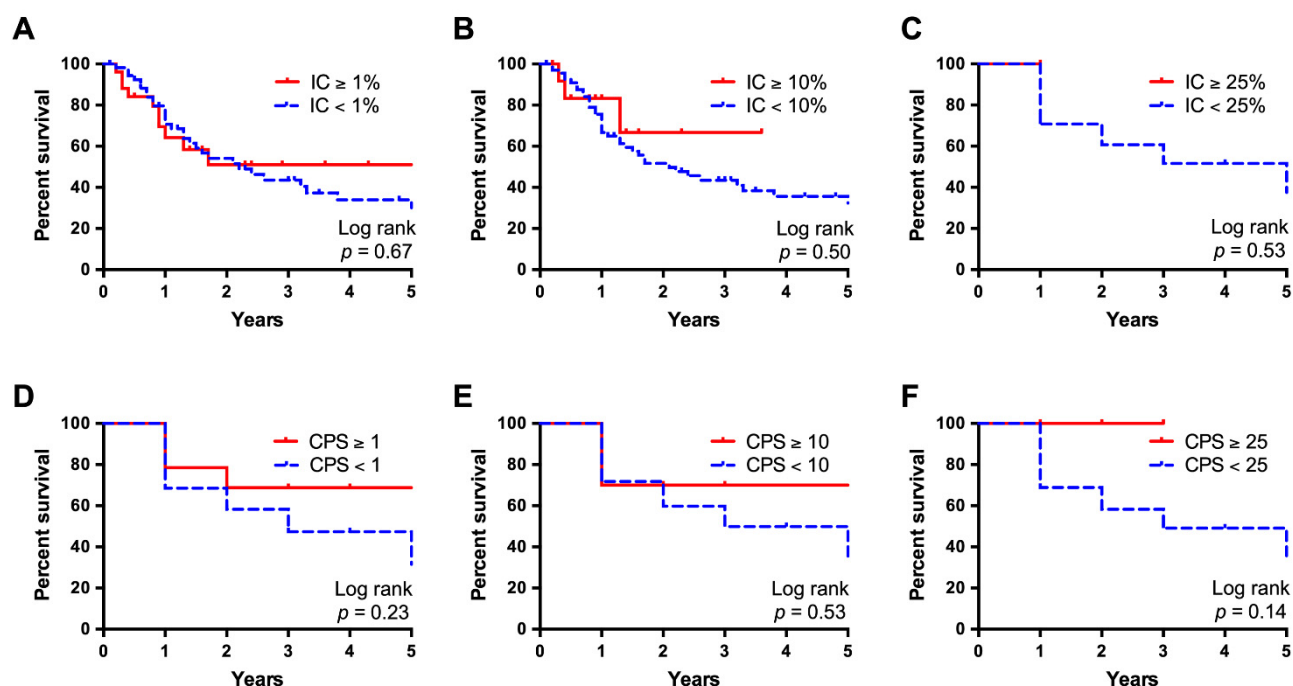 A
Percent survival
100
80
60
40
20
0
IC ≥ 1%
IC < 1%
Log rank
p = 0.67
0 1 2 3 4 5
Years
B
Percent survival
100
80
60
40
20
0
IC ≥ 10%
IC < 10%
Log rank
p = 0.50
0 1 2 3 4 5
Years
C
Percent survival
100
80
60
40
20
0
IC ≥ 25%
IC < 25%
Log rank
p = 0.53
0 1 2 3 4 5
Years
D
Percent survival
100
80
60
40
20
0
CPS ≥ 1
CPS < 1
Log rank
p = 0.23
0 1 2 3 4 5
Years
E
Percent survival
100
80
60
40
20
0
CPS ≥ 10
CPS < 10
Log rank
p = 0.53
0 1 2 3 4 5
Years
F
Percent survival
100
80
60
40
20
0
CPS ≥ 25
CPS < 25
Log rank
p = 0.14
0 1 2 3 4 5
Years